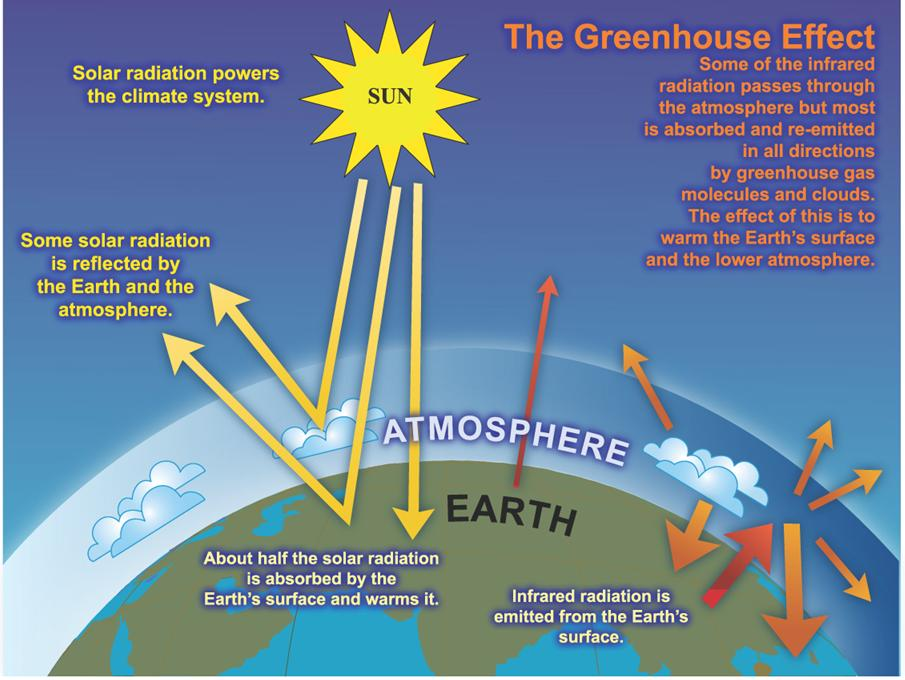 The Greenhouse Effect
Some of the infrared
radiation passes through
the atmosphere but most
is absorbed and re-emitted
in all directions
by greenhouse gas
molecules and clouds.
The effect of this is to
warm the Earth's surface
and the lower atmosphere.
Solar radiation powers
the climate system.
SUN
Some solar radiation
is reflected by
the Earth and the
atmosphere.
ATMOSPHERE
EARTH
About half the solar radiation
is absorbed by the
Earth's surface and warms it.
Infrared radiation is
emitted from the Earth's
surface.